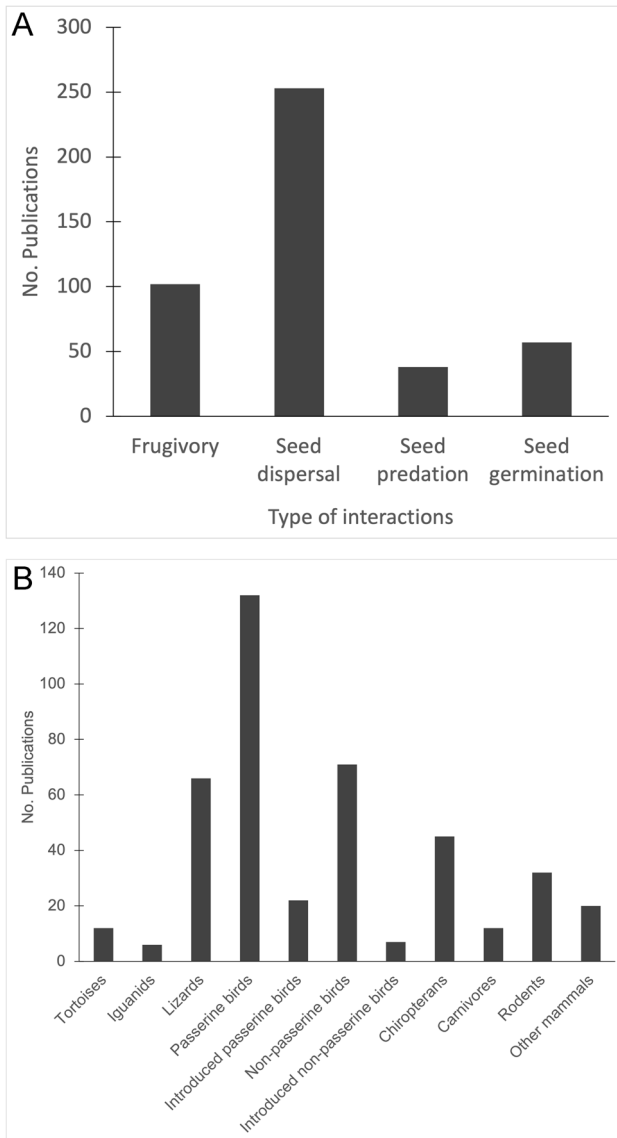 A
No. Publications
300
250
200
150
100
50
0
Frugivory
Seed
dispersal
Seed
predation
Seed
germination
Type of interactions
B
No. Publications
140
120
100
80
60
40
20
0
Tortoises
Iguanids
Lizards
Passerine birds
Introduced passerine birds
Non-passerine birds
Introduced non-passerine birds
Chiropterans
Carnivores
Rodents
Other mammals